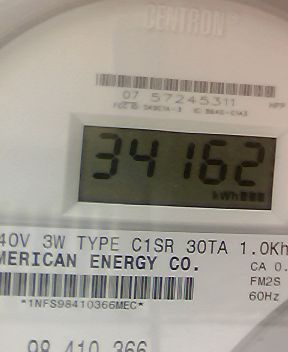 CENTRON
07 57245311
34162
kWh
40V 3W TYPE C1SR 30TA 1.0Kh
MERICAN ENERGY CO.
CA 0.
FM2S
60Hz
*1NFS98410366MEC*
98 410 366